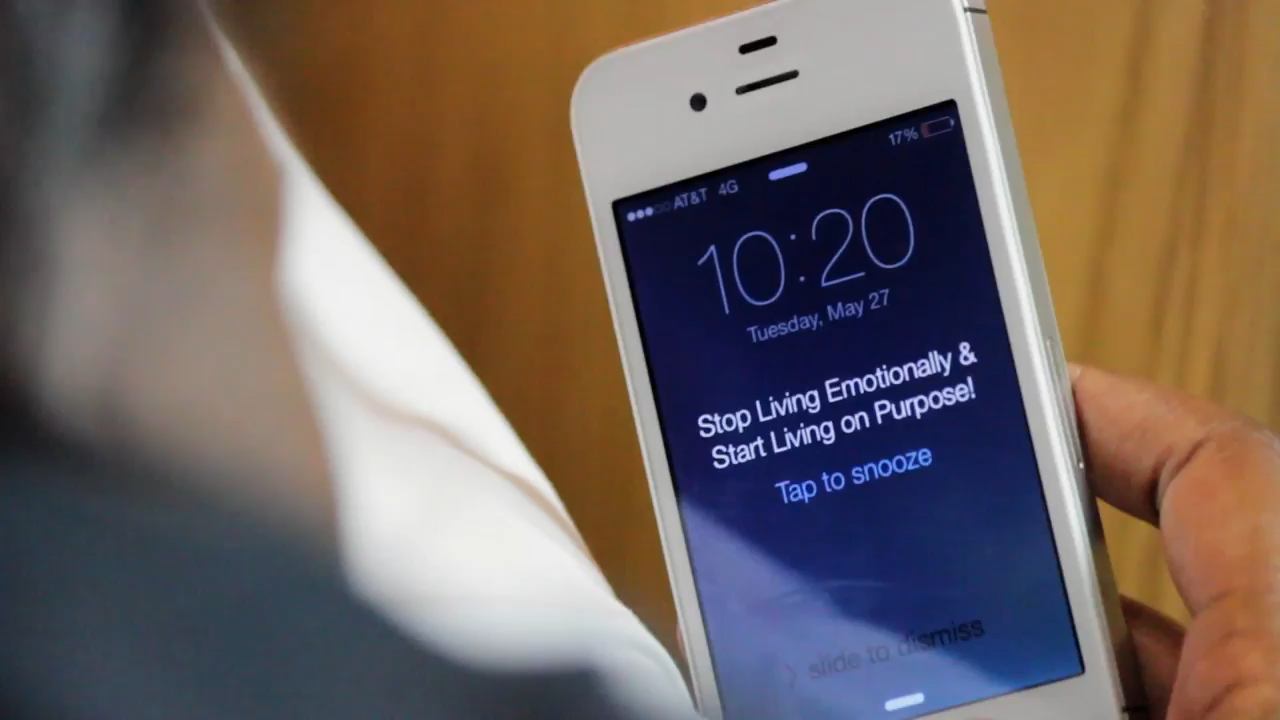 AT&T 4G 17%
10:20
Tuesday, May 27
Stop Living Emotionally &
Start Living on Purpose!
Tap to snooze
slide to dismiss